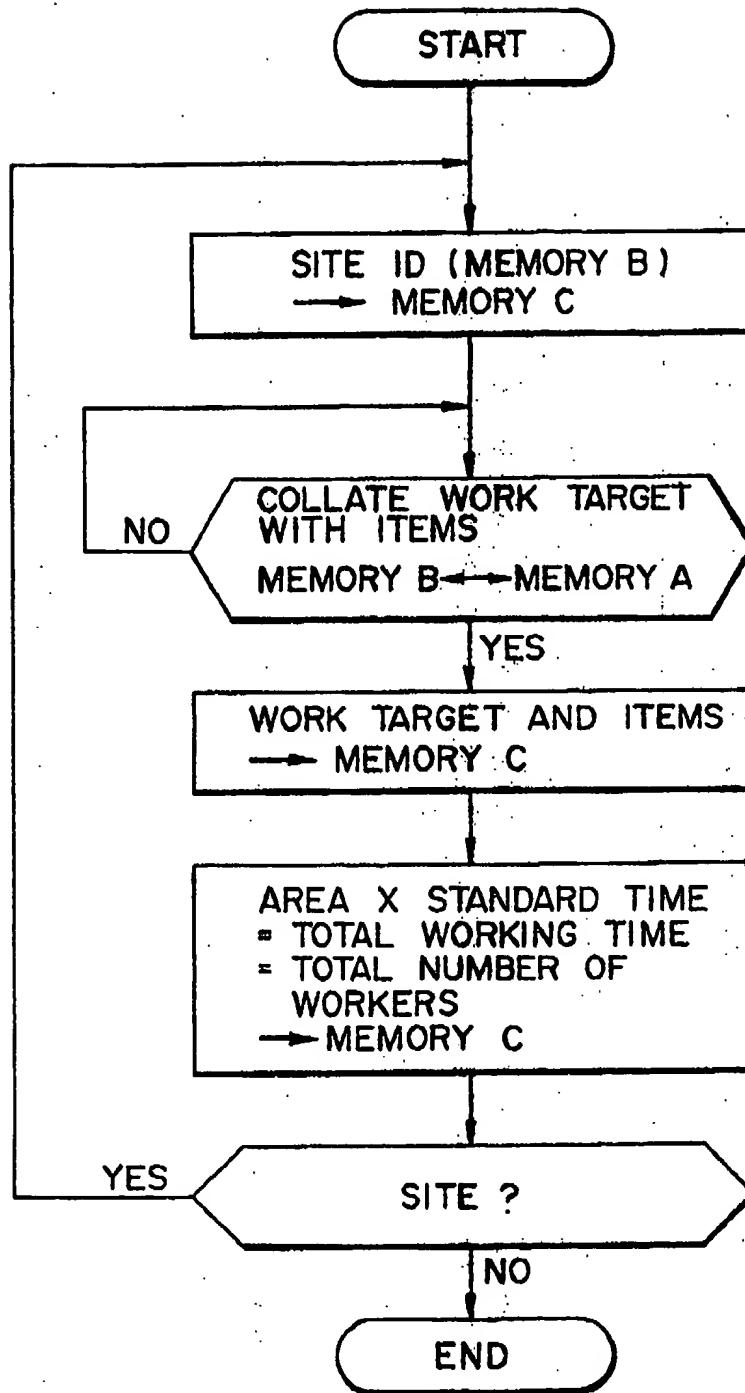 START
SITE ID (MEMORY B)
→ MEMORY C
COLLATE WORK TARGET
WITH ITEMS
NO
MEMORY B↔MEMORY A
YES
WORK TARGET AND ITEMS
→ MEMORY C
AREA X STANDARD TIME
= TOTAL WORKING TIME
= TOTAL NUMBER OF
WORKERS
→ MEMORY C
YES
SITE ?
NO
END